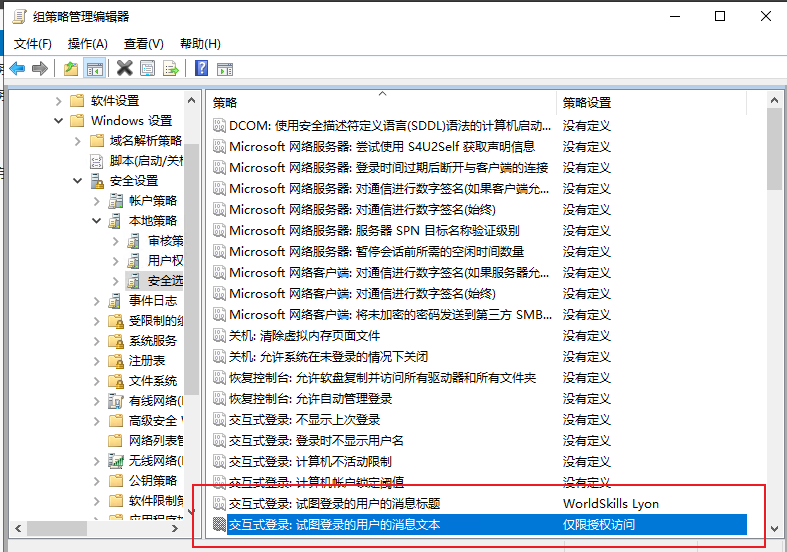 组策略管理编辑器
文件(F) 操作(A) 查看(V) 帮助(H)
软件设置
Windows 设置
域名解析策略
脚本(启动/关机
安全设置
帐户策略
本地策略
审核策
用户权
安全选
事件日志
受限制的组
系统服务
注册表
文件系统
有线网络(I
高级安全 W
网络列表管
无线网络(I
公钥策略
软件限制策
应用程序控
策略 策略设置
DCOM: 使用安全描述符定义语言(SDDL)语法的计算机启动... 没有定义
Microsoft 网络服务器: 尝试使用 S4U2Self 获取声明信息 没有定义
Microsoft 网络服务器: 登录时间过期后断开与客户端的连接 没有定义
Microsoft 网络服务器: 对通信进行数字签名(如果客户端允... 没有定义
Microsoft 网络服务器: 对通信进行数字签名(始终) 没有定义
Microsoft 网络服务器: 服务器 SPN 目标名称验证级别 没有定义
Microsoft 网络服务器: 暂停会话前所需的空闲时间数量 没有定义
Microsoft 网络客户端: 对通信进行数字签名(如果服务器允... 没有定义
Microsoft 网络客户端: 对通信进行数字签名(始终) 没有定义
Microsoft 网络客户端: 将未加密的密码发送到第三方 SMB... 没有定义
关机: 清除虚拟内存页面文件 没有定义
关机: 允许系统在未登录的情况下关闭 没有定义
恢复控制台: 允许软盘复制并访问所有驱动器和所有文件夹 没有定义
恢复控制台: 允许自动管理登录 没有定义
交互式登录: 不显示上次登录 没有定义
交互式登录: 登录时不显示用户名 没有定义
交互式登录: 计算机不活动限制 没有定义
交互式登录: 计算机帐户锁定阈值 没有定义
交互式登录: 试图登录的用户的消息标题 WorldSkills Lyon
交互式登录: 试图登录的用户的消息文本 仅限授权访问